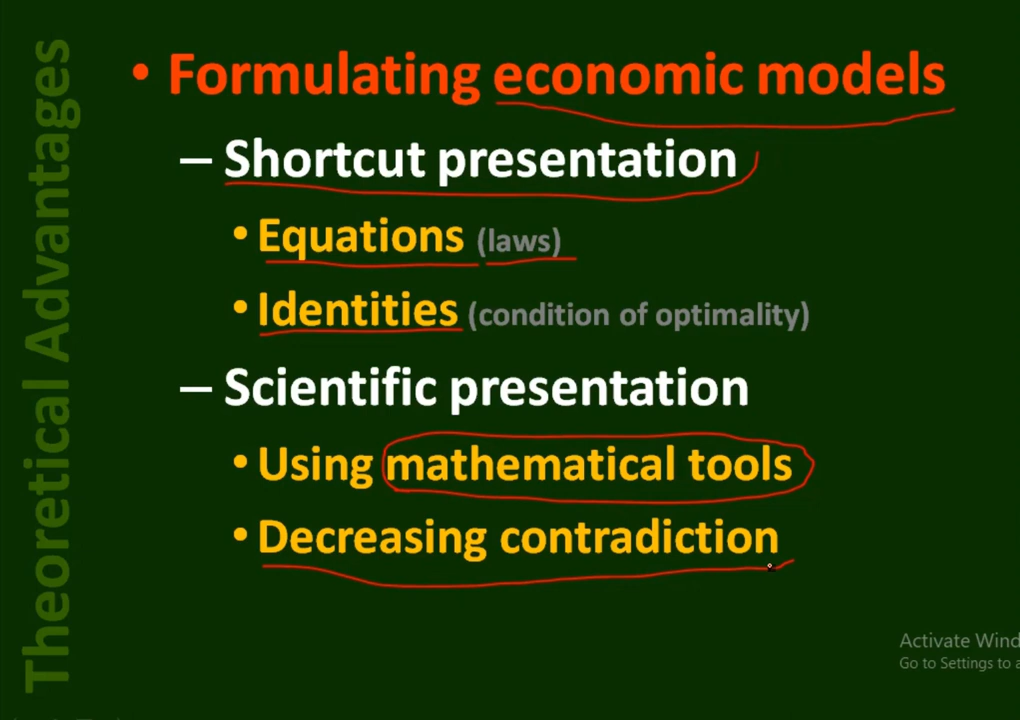 Theoretical Advantages
• Formulating economic models
– Shortcut presentation
• Equations (laws)
• Identities (condition of optimality)
– Scientific presentation
• Using mathematical tools
• Decreasing contradiction
Activate Wind
Go to Settings to a